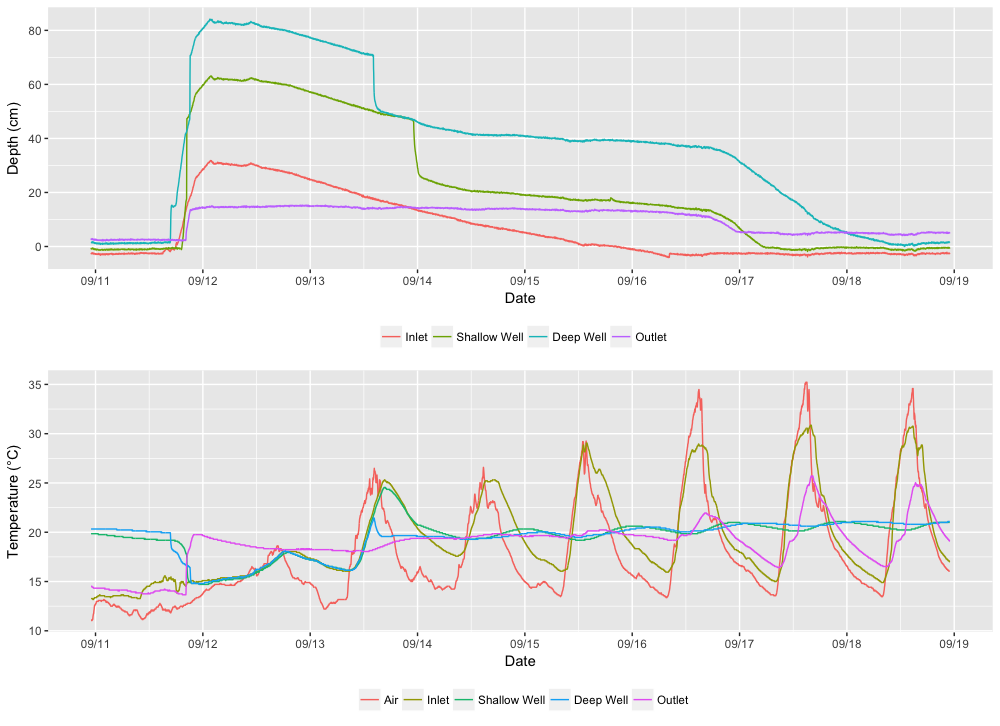 80
60
40
20
0
Depth (cm)
09/11 09/12 09/13 09/14 09/15 09/16 09/17 09/18 09/19
Date
Inlet Shallow Well Deep Well Outlet
35
30
25
20
15
10
Temperature (°C)
09/11 09/12 09/13 09/14 09/15 09/16 09/17 09/18 09/19
Date
Air Inlet Shallow Well Deep Well Outlet